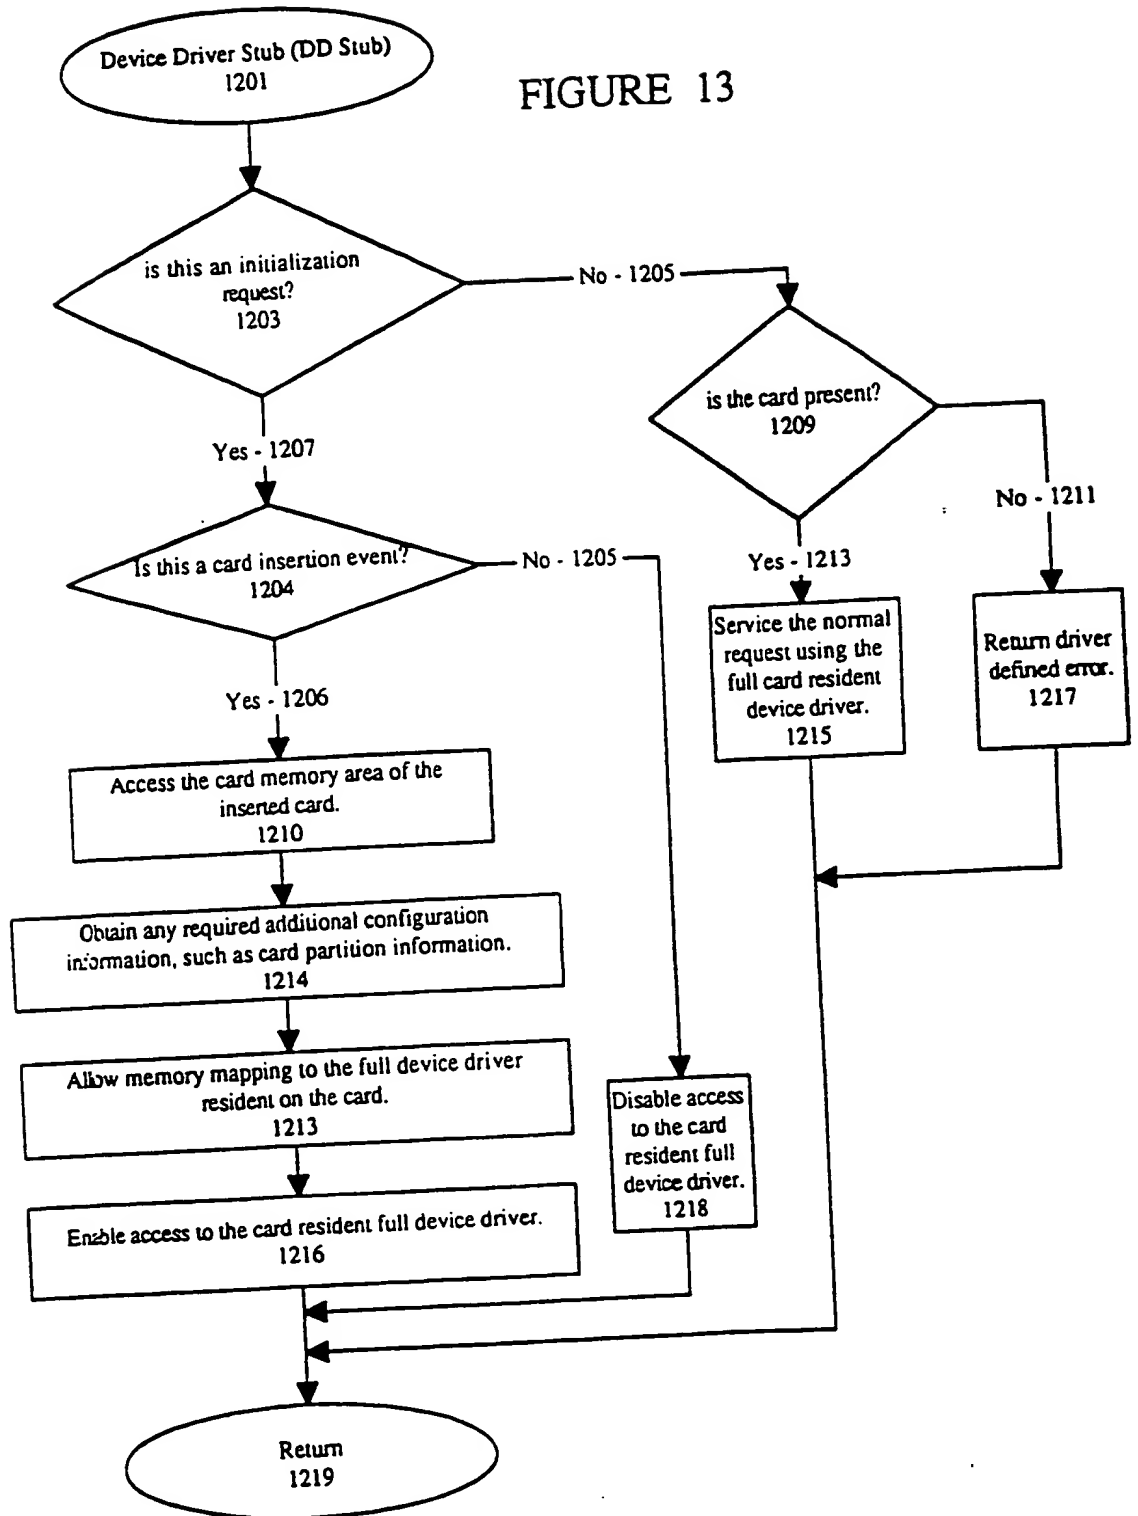 Device Driver Stub (DD Stub)
1201
FIGURE 13
is this an initialization
request?
1203
No - 1205
is the card present?
1209
Yes - 1207
No - 1211
Is this a card insertion event?
1204
No - 1205
Yes - 1213
Service the normal
request using the
full card resident
device driver.
1215
Return driver
defined error.
1217
Yes - 1206
Access the card memory area of the
inserted card.
1210
Obtain any required additional configuration
information, such as card partition information.
1214
Allow memory mapping to the full device driver
resident on the card.
1213
Disable access
to the card
resident full
device driver.
1218
Enable access to the card resident full device driver.
1216
Return
1219